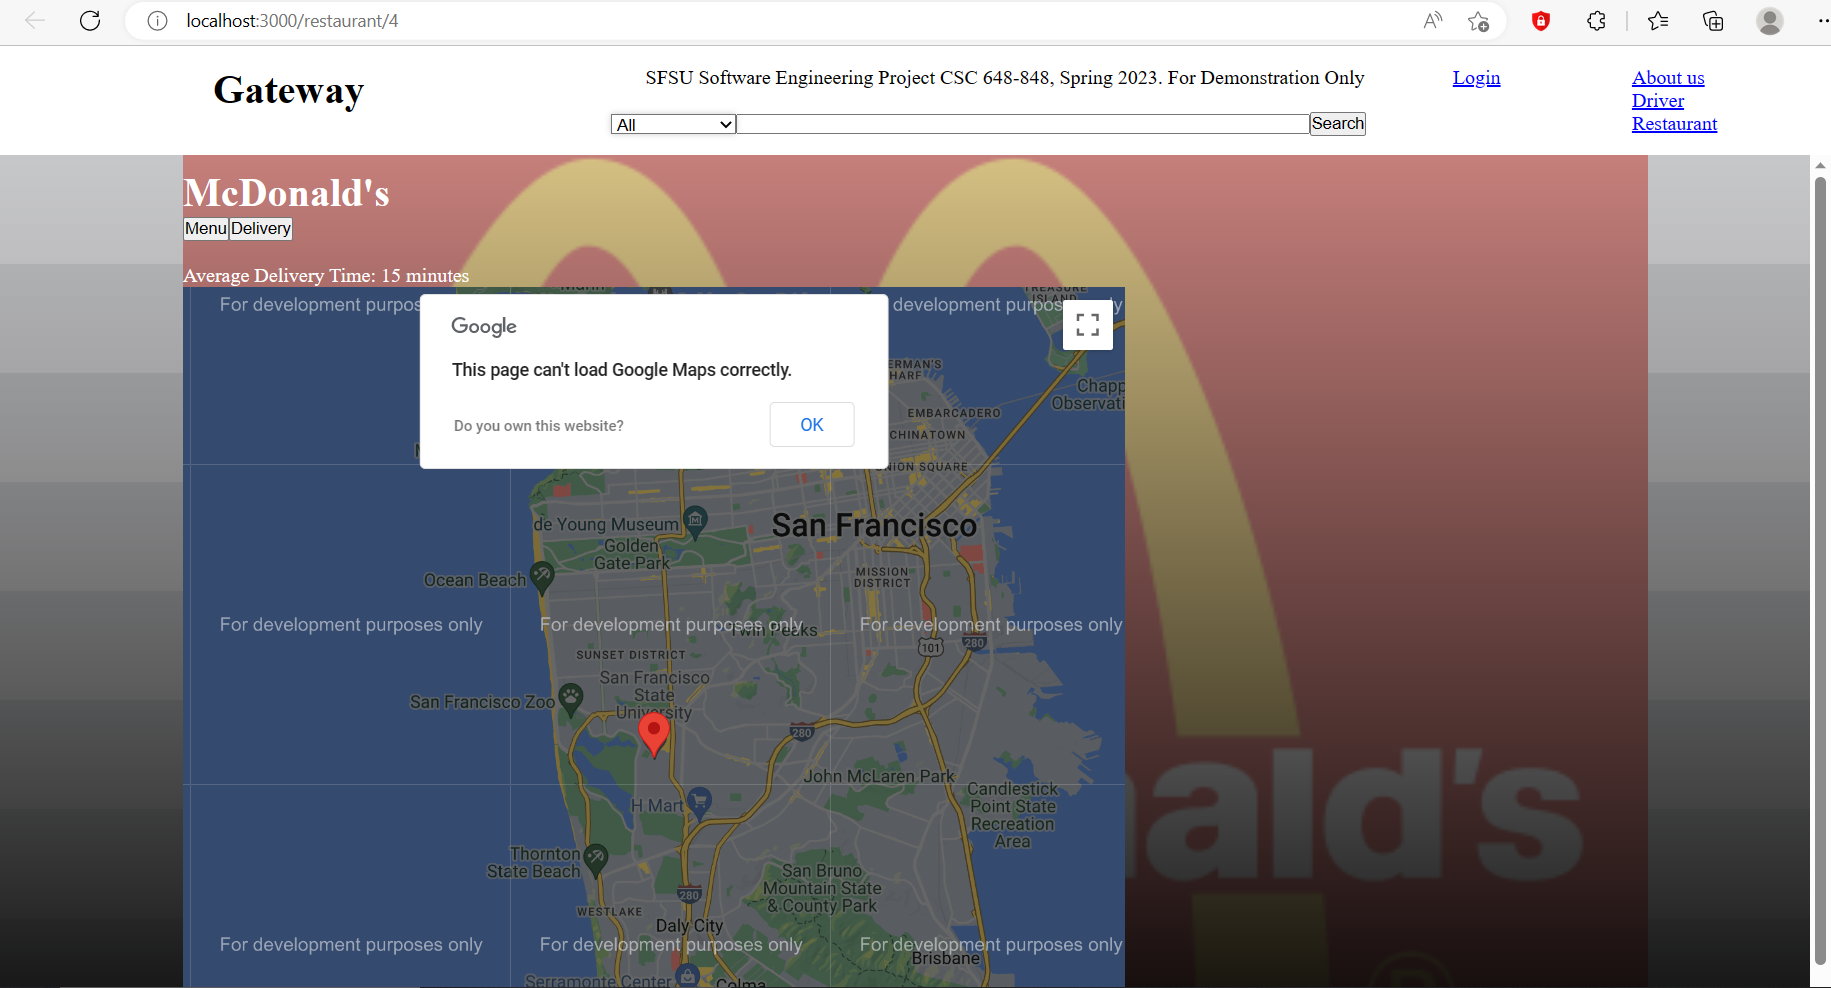 localhost:3000/restaurant/4
Gateway
SFSU Software Engineering Project CSC 648-848, Spring 2023. For Demonstration Only
Login
About us
Driver
Restaurant
All
Search
McDonald's
Menu
Delivery
Average Delivery Time: 15 minutes
For development purpos
development purpos
y
TREASURE
ISLAND
Google
This page can't load Google Maps correctly.
Do you own this website?
OK
ERMAN'S
HARF
Chapp
Observati
EMBARCADERO
CHINATOWN
NION SQUARE
de Young Museum
San Francisco
Golden
Gate Park
Ocean Beach
MISSION
DISTRICT
For development purposes only
For development purposes only
For development purposes only
Twin Peaks
101
280
SUNSET DISTRICT
San Francisco
State
University
San Francisco Zoo
280
John McLaren Park
Candlestick
Point State
Recreation
Area
H Mart
Thornton
State Beach
San Bruno
Mountain State
& County Park
280
WESTLAKE
Daly City
For development purposes only
For development purposes only
For development purposes only
Brisbane
Serramonte Center
Colma
nald's
®